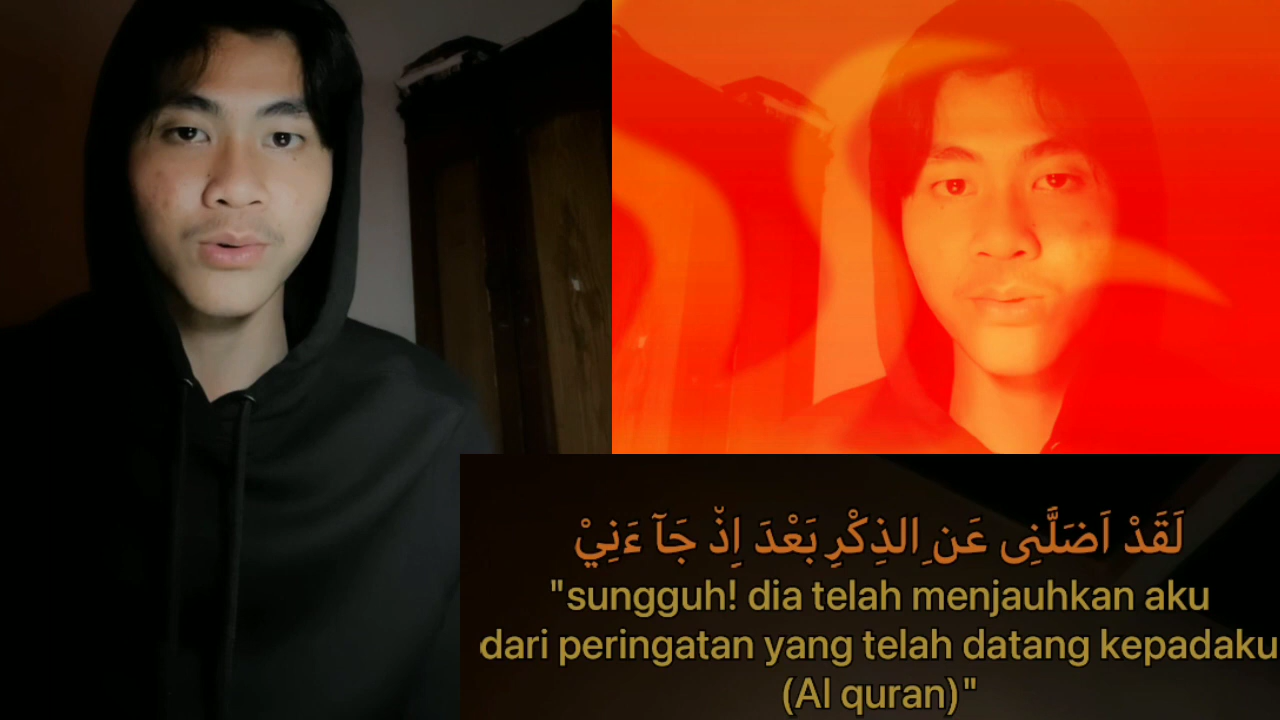 لَقَدْ اَضَلَّنِى عَن ِالذِكْرِ بَعْدَ اِذْ جَآ ءَنِيْ
"sungguh! dia telah menjauhkan aku
dari peringatan yang telah datang kepadaku
(Al quran)"